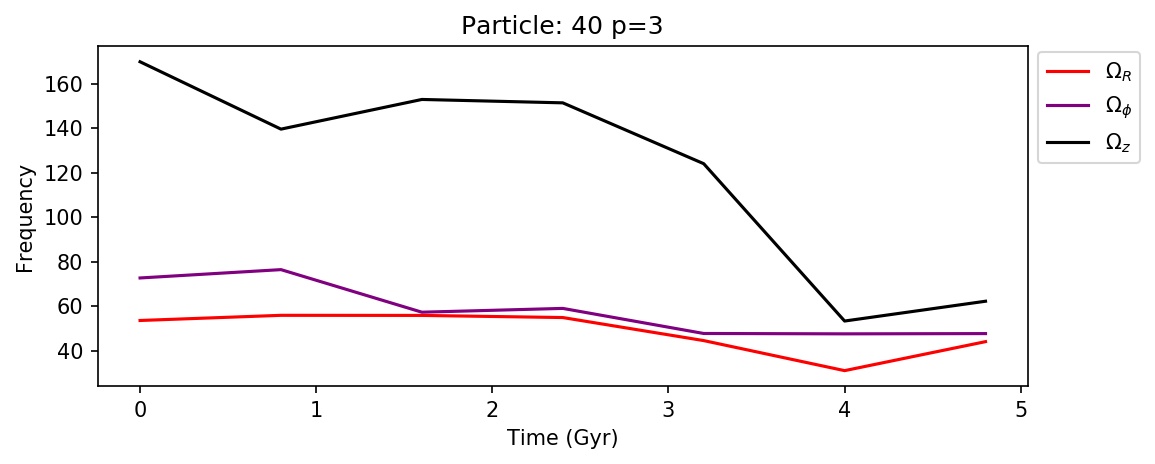 Particle: 40 p=3
Frequency
160
140
120
100
80
60
40
0 1 2 3 4 5
Time (Gyr)
Ω_R
Ω_ϕ
Ω_z